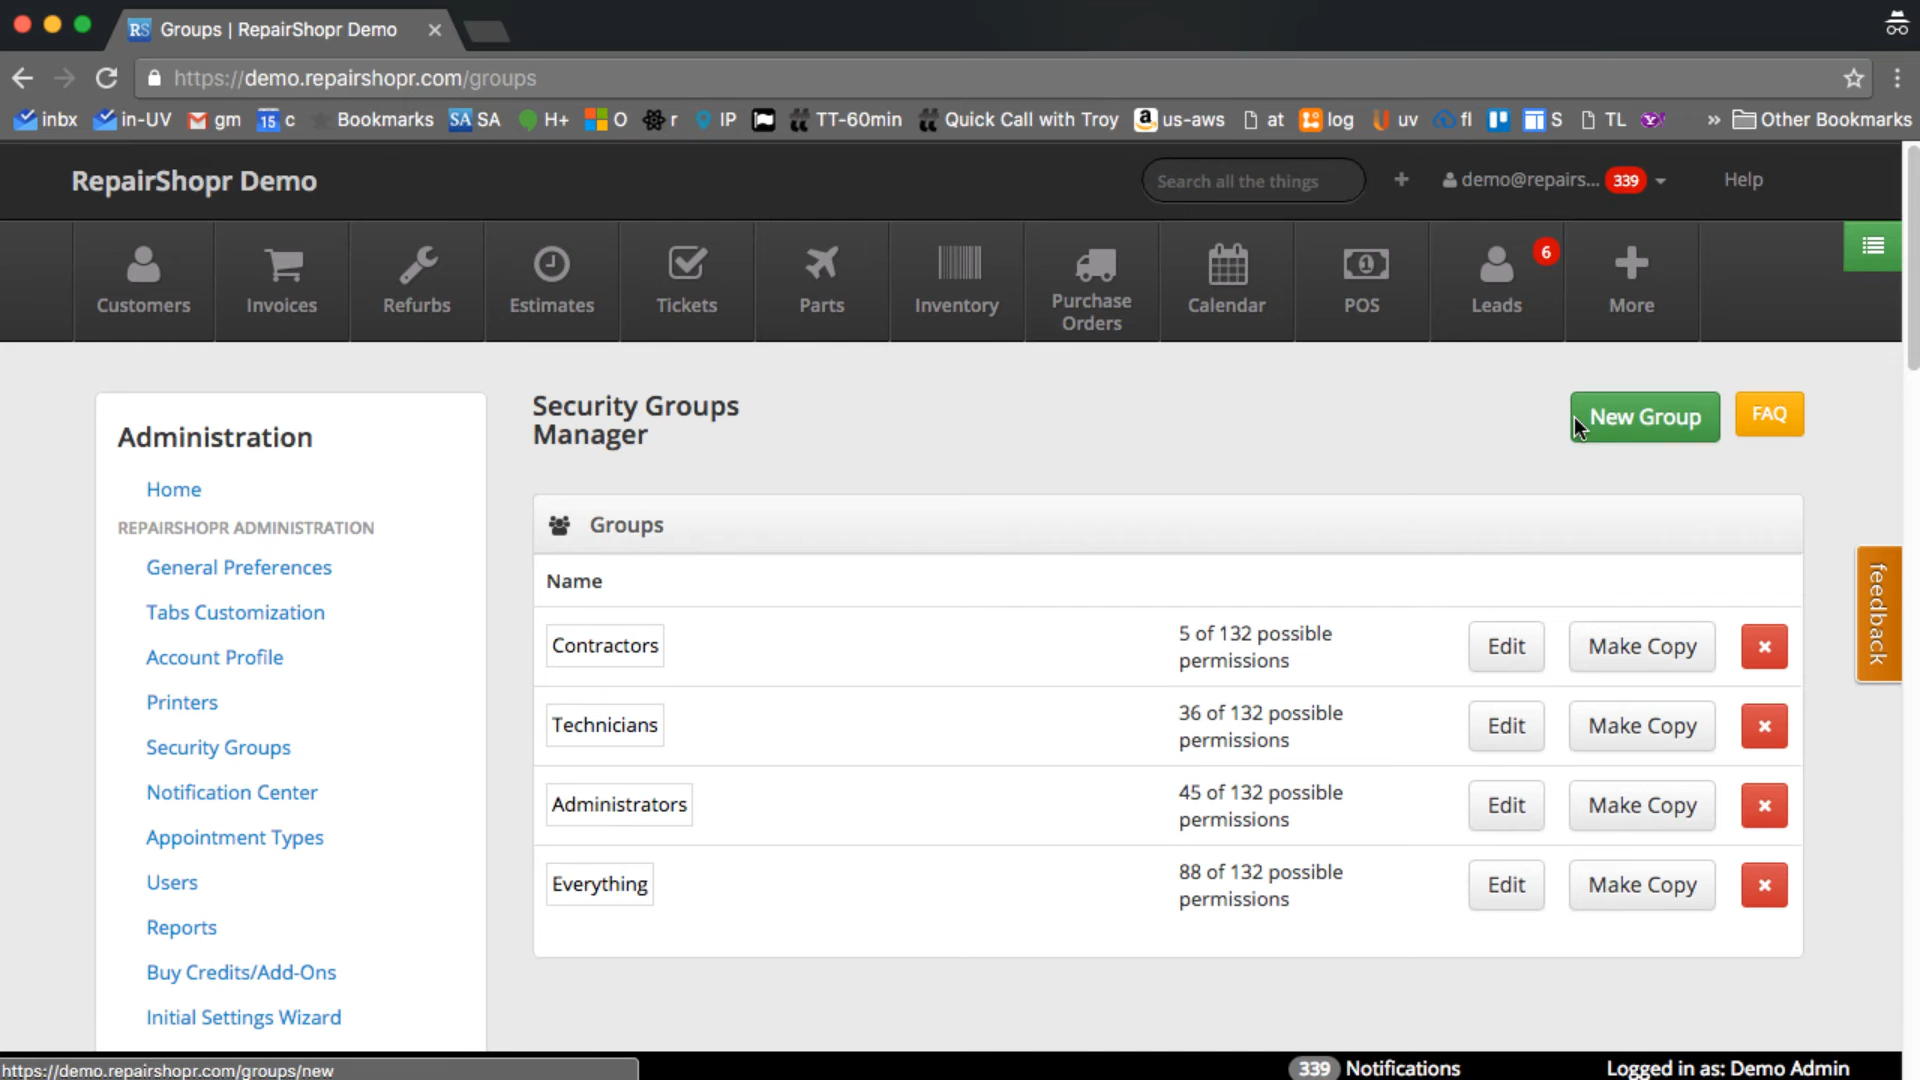 RS Groups | RepairShopr Demo
https://demo.repairshopr.com/groups
inbx in-UV gm 15 c Bookmarks SA SA H+ O r IP TT-60min Quick Call with Troy us-aws at log uv fl S TL » Other Bookmarks
RepairShopr Demo
Search all the things
demo@repairs... 339
Help
Customers
Invoices
Refurbs
Estimates
Tickets
Parts
Inventory
Purchase
Orders
Calendar
POS
Leads
6
More
Administration
Home
REPAIRSHOPR ADMINISTRATION
General Preferences
Tabs Customization
Account Profile
Printers
Security Groups
Notification Center
Appointment Types
Users
Reports
Buy Credits/Add-Ons
Initial Settings Wizard
Security Groups
Manager
New Group
FAQ
Groups
Name
Contractors
5 of 132 possible
permissions
Edit
Make Copy
Technicians
36 of 132 possible
permissions
Edit
Make Copy
Administrators
45 of 132 possible
permissions
Edit
Make Copy
Everything
88 of 132 possible
permissions
Edit
Make Copy
feedback
https://demo.repairshopr.com/groups/new
339 Notifications
Logged in as: Demo Admin